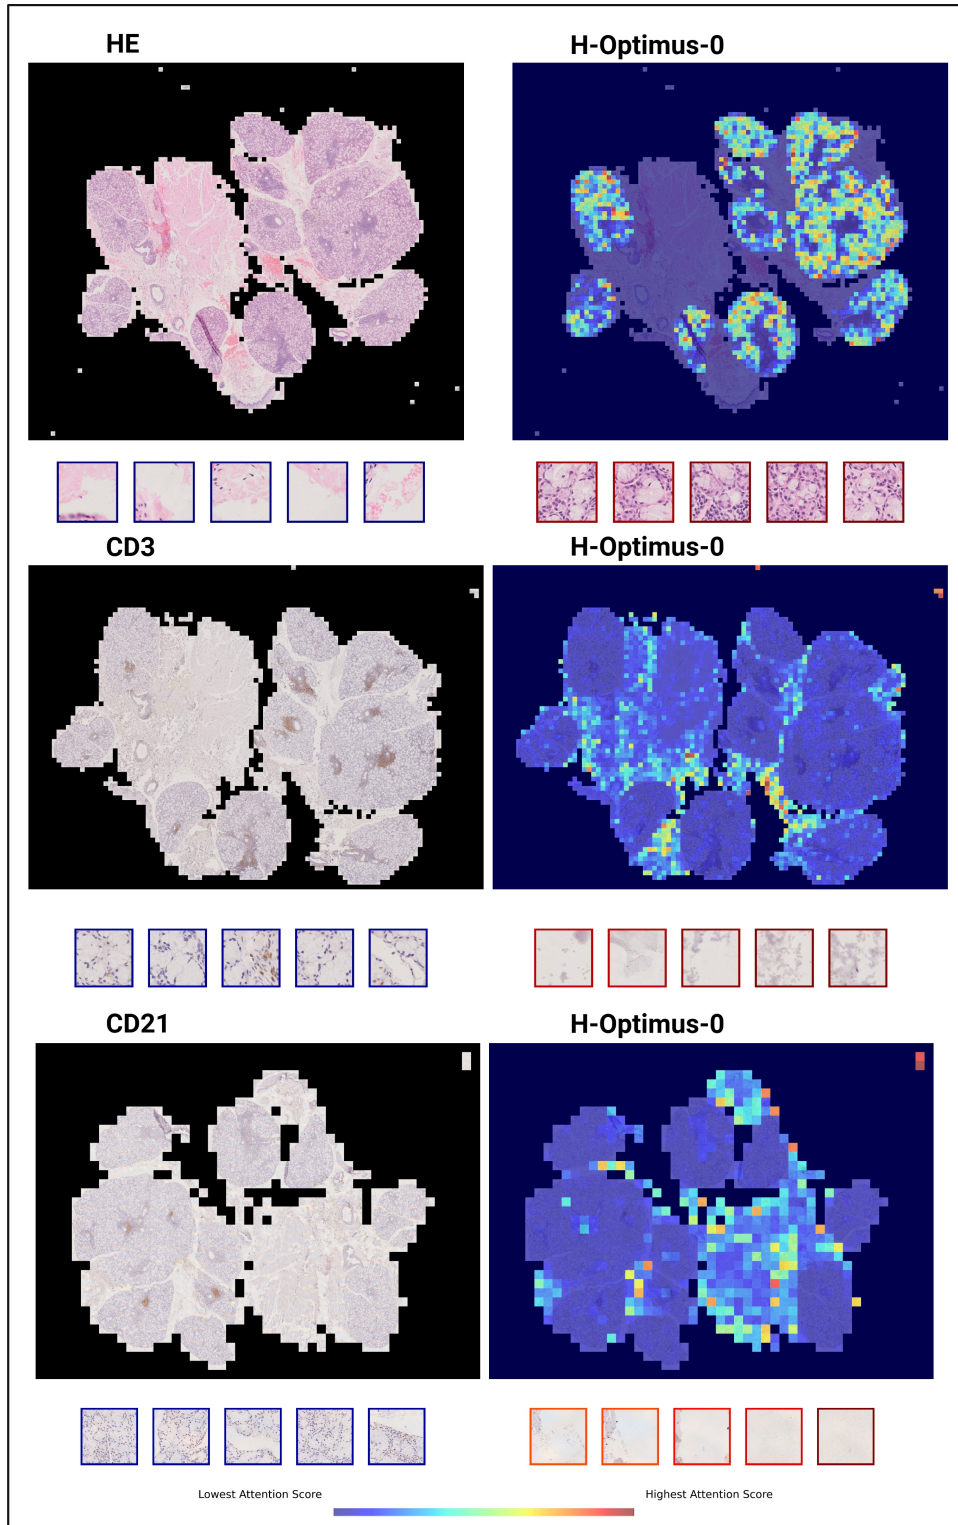 HE
H-Optimus-0
CD3
H-Optimus-0
CD21
H-Optimus-0
Lowest Attention Score
Highest Attention Score